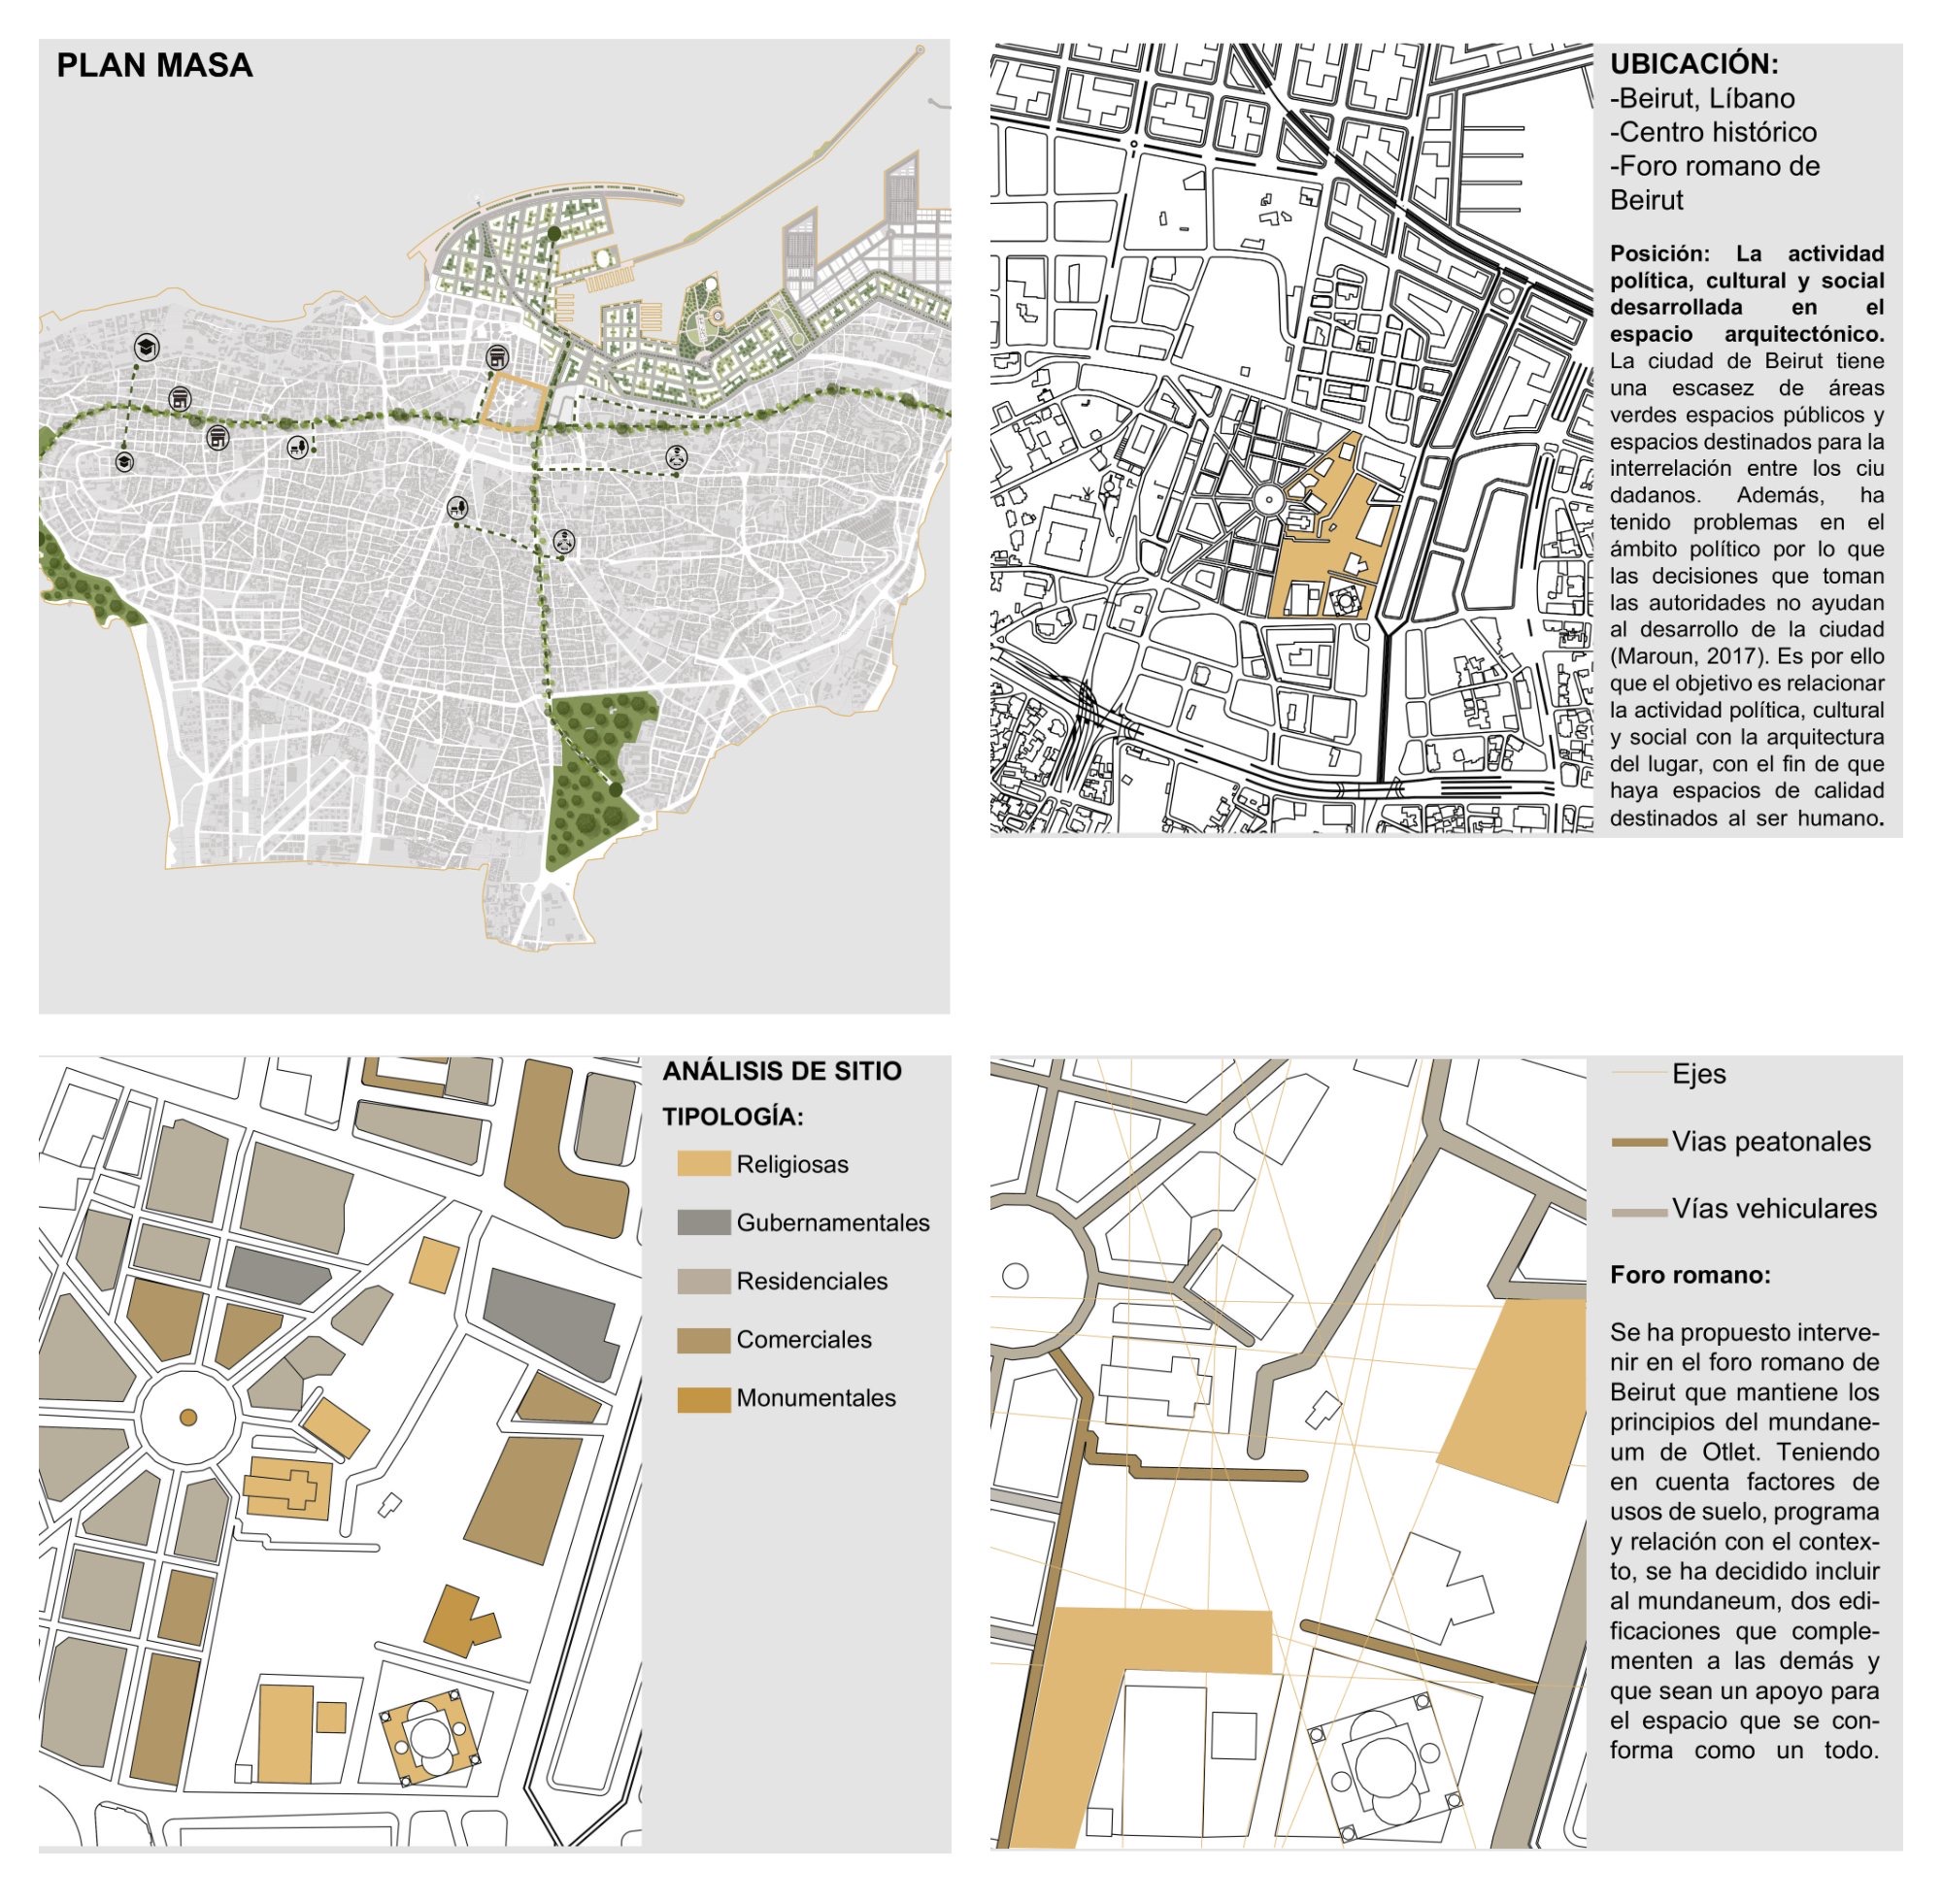 PLAN MASA
UBICACIÓN:
-Beirut, Líbano
-Centro histórico
-Foro romano de
Beirut
Posición: La actividad
política, cultural y social
desarrollada en el
espacio arquitectónico.
La ciudad de Beirut tiene
una escasez de áreas
verdes espacios públicos y
espacios destinados para la
interrelación entre los ciu
dadanos. Además, ha
tenido problemas en el
ámbito político por lo que
las decisiones que toman
las autoridades no ayudan
al desarrollo de la ciudad
(Maroun, 2017). Es por ello
que el objetivo es relacionar
la actividad política, cultural
y social con la arquitectura
del lugar, con el fin de que
haya espacios de calidad
destinados al ser humano.
ANÁLISIS DE SITIO
TIPOLOGÍA:
Religiosas
Gubernamentales
Residenciales
Comerciales
Monumentales
Ejes
Vias peatonales
Vías vehiculares
Foro romano:
Se ha propuesto interve-
nir en el foro romano de
Beirut que mantiene los
principios del mundane-
um de Otlet. Teniendo
en cuenta factores de
usos de suelo, programa
y relación con el contex-
to, se ha decidido incluir
al mundaneum, dos edi-
ficaciones que comple-
menten a las demás y
que sean un apoyo para
el espacio que se con-
forma como un todo.